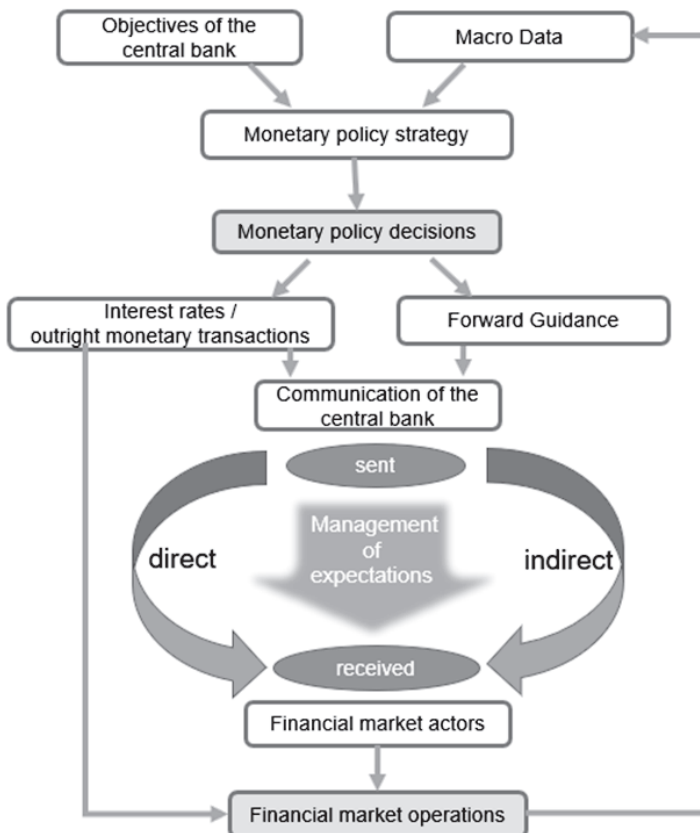 Objectives of the
central bank
Macro Data
Monetary policy strategy
Monetary policy decisions
Interest rates /
outright monetary transactions
Forward Guidance
Communication of the
central bank
sent
Management
of
expectations
direct
indirect
received
Financial market actors
Financial market operations